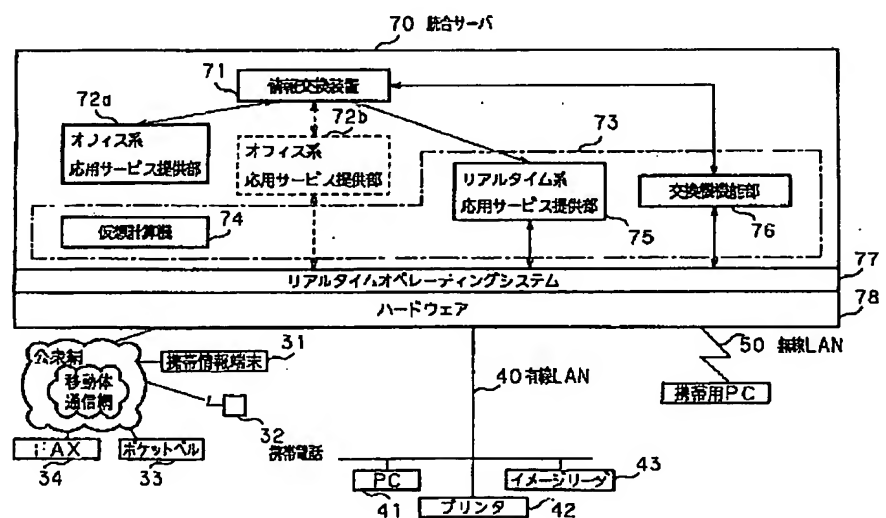 70 統合サーバ
71
情報交換装置
72a
オフィス系
応用サービス提供部
72b
オフィス系
応用サービス提供部
73
リアルタイム系
応用サービス提供部
75
交換機機能部
76
仮想計算機
74
リアルタイムオペレーティングシステム
77
ハードウェア
78
公衆網
移動体
通信網
携帯情報端末
31
32
携帯電話
FAX
34
ポケットベル
33
40 有線LAN
50 無線LAN
携帯用PC
PC
41
プリンタ
42
イメージリーダ
43